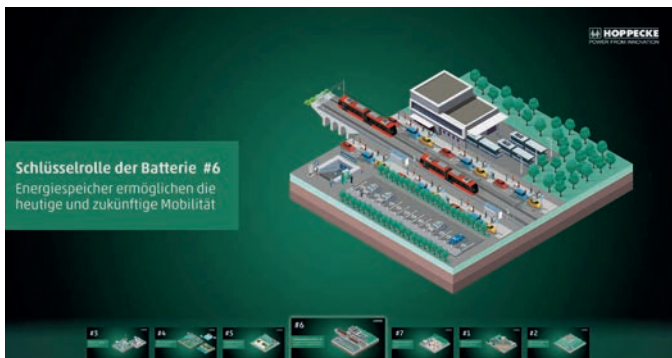 HOPPECKE
POWER FROM INNOVATION
Schlüsselrolle der Batterie #6
Energiespeicher ermöglichen die
heutige und zukünftige Mobilität
#3
#4
#5
#6
#7
#1
#2